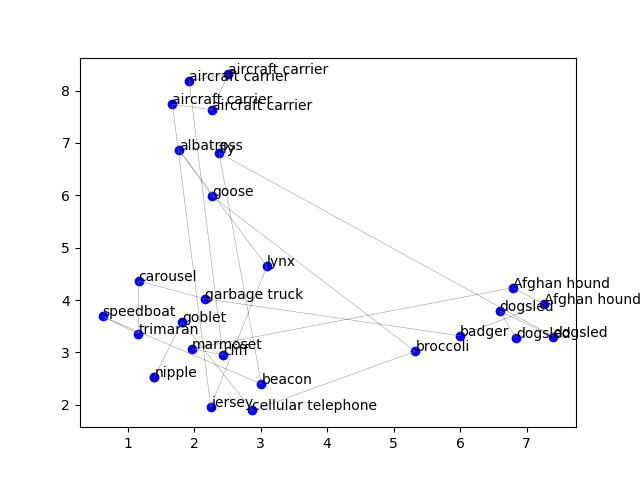 aircraft carrier
aircraft carrier
aircraft carrier
aircraft carrier
albatross
fly
goose
lynx
carousel
garbage truck
Afghan hound
Afghan hound
speedboat
goblet
trimaran
dogsled
dogsled
dogsled
badger
marmoset
cliff
broccoli
nipple
beacon
jersey
cellular telephone
8
7
6
5
4
3
2
1 2 3 4 5 6 7